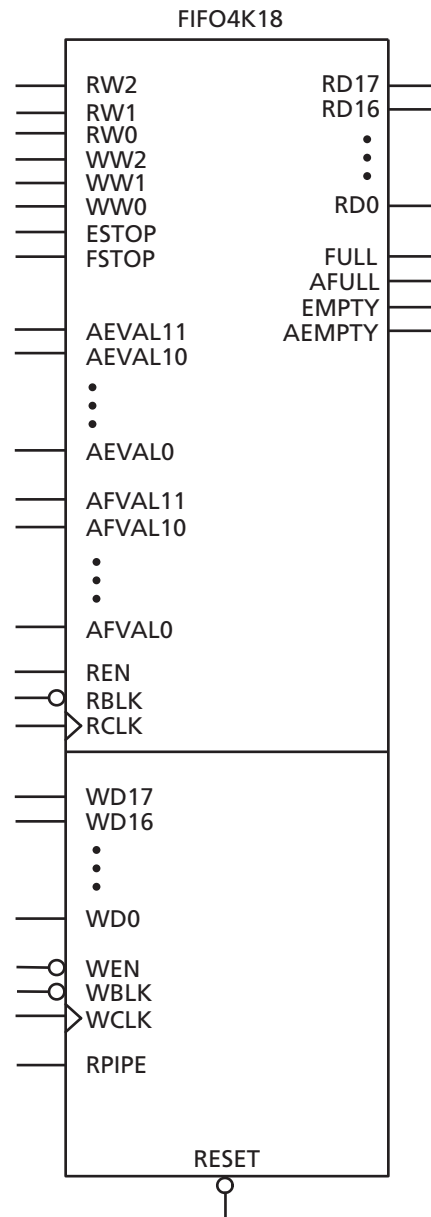 FIFO4K18
RW2
RW1
RW0
WW2
WW1
WW0
ESTOP
FSTOP
AEVAL11
AEVAL10
AEVAL0
AFVAL11
AFVAL10
AFVAL0
REN
RBLK
RCLK
RD17
RD16
RD0
FULL
AFULL
EMPTY
AEMPTY
WD17
WD16
WD0
WEN
WBLK
WCLK
RPIPE
RESET